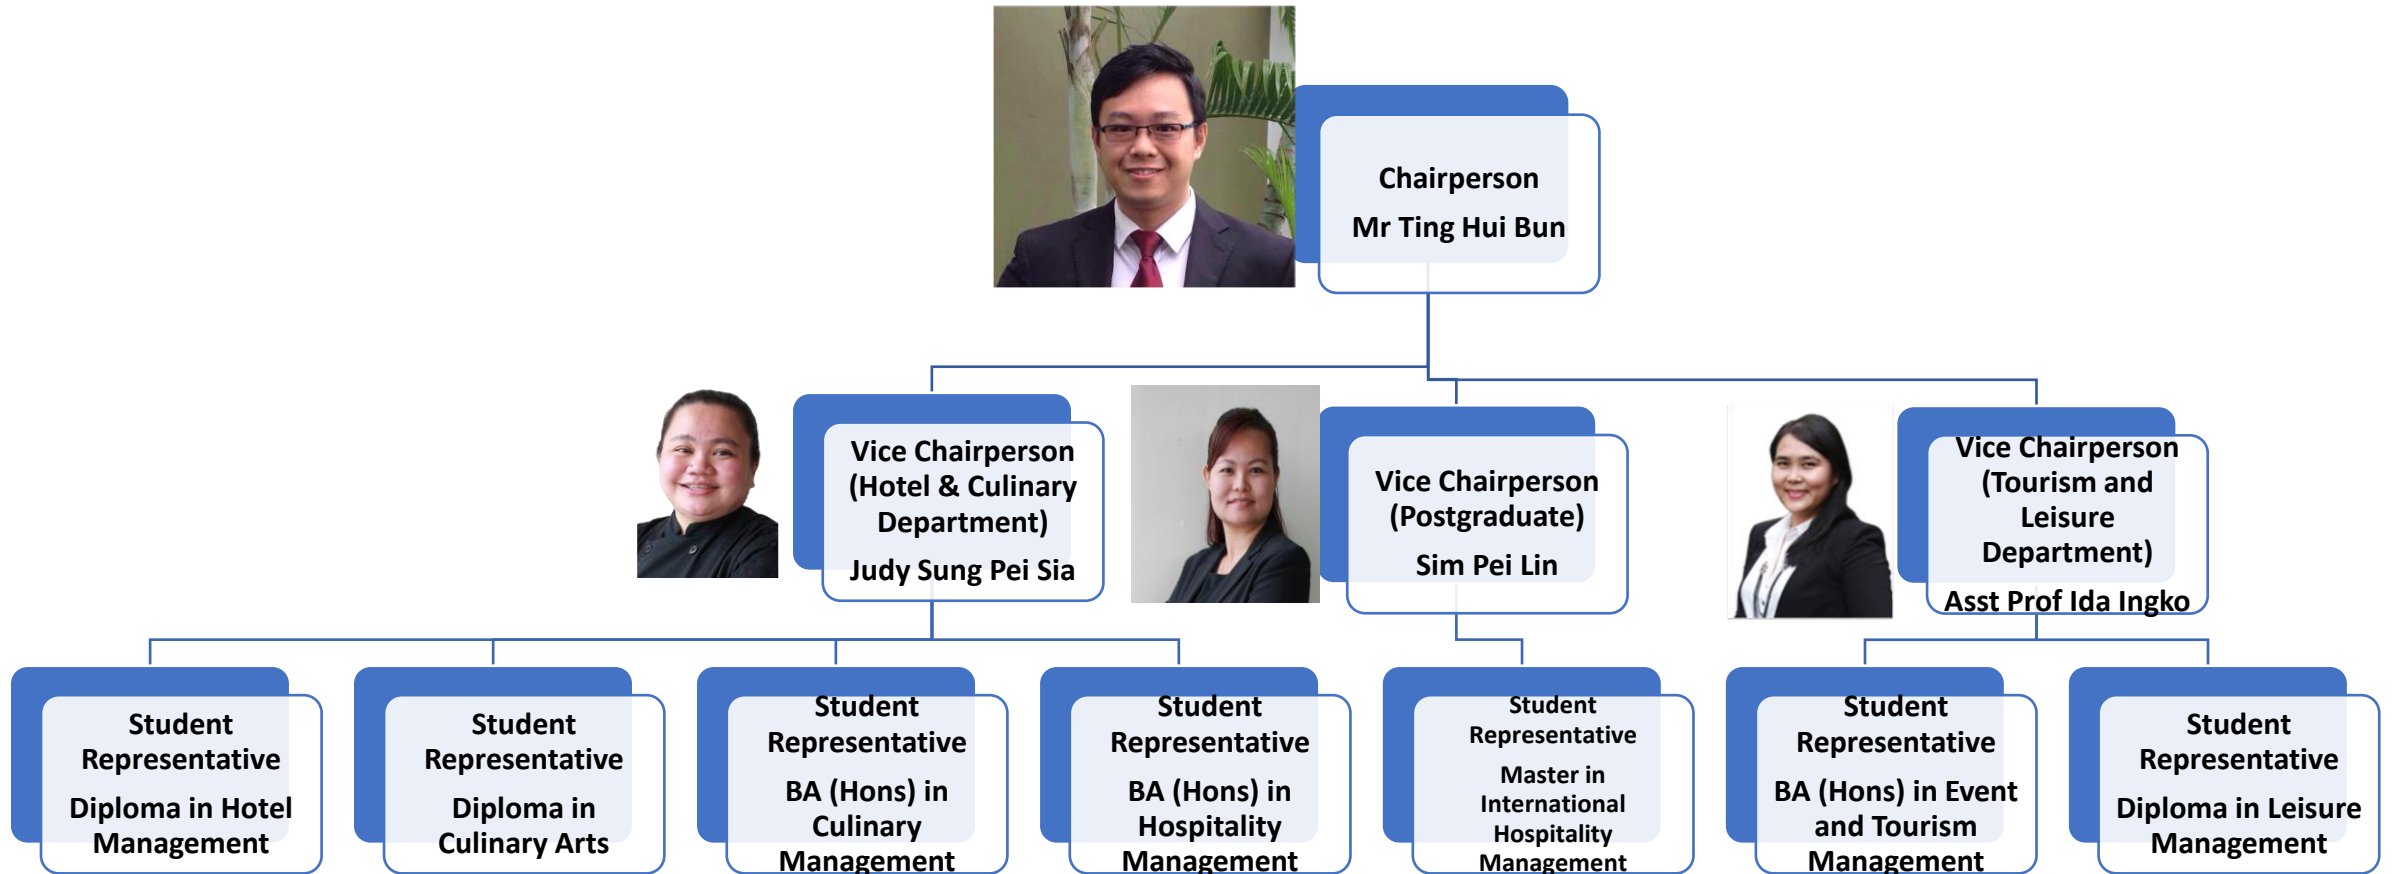 Chairperson
Mr Ting Hui Bun
Vice Chairperson
(Hotel & Culinary
Department)
Judy Sung Pei Sia
Vice Chairperson
(Postgraduate)
Sim Pei Lin
Vice Chairperson
(Tourism and
Leisure
Department)
Asst Prof Ida Ingko
Student
Representative
Diploma in Hotel
Management
Student
Representative
Diploma in
Culinary Arts
Student
Representative
BA (Hons) in
Culinary
Management
Student
Representative
BA (Hons) in
Hospitality
Management
Student
Representative
Master in
International
Hospitality
Management
Student
Representative
BA (Hons) in Event
and Tourism
Management
Student
Representative
Diploma in Leisure
Management